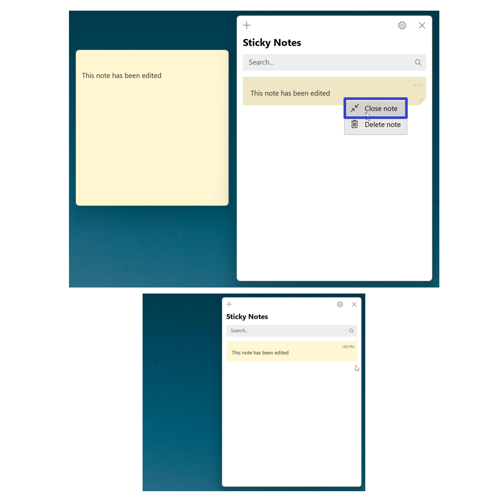 Sticky Notes
Search...
This note has been edited
This note has been edited
Close note
Delete note
Sticky Notes
Search...
1:06 PM
This note has been edited